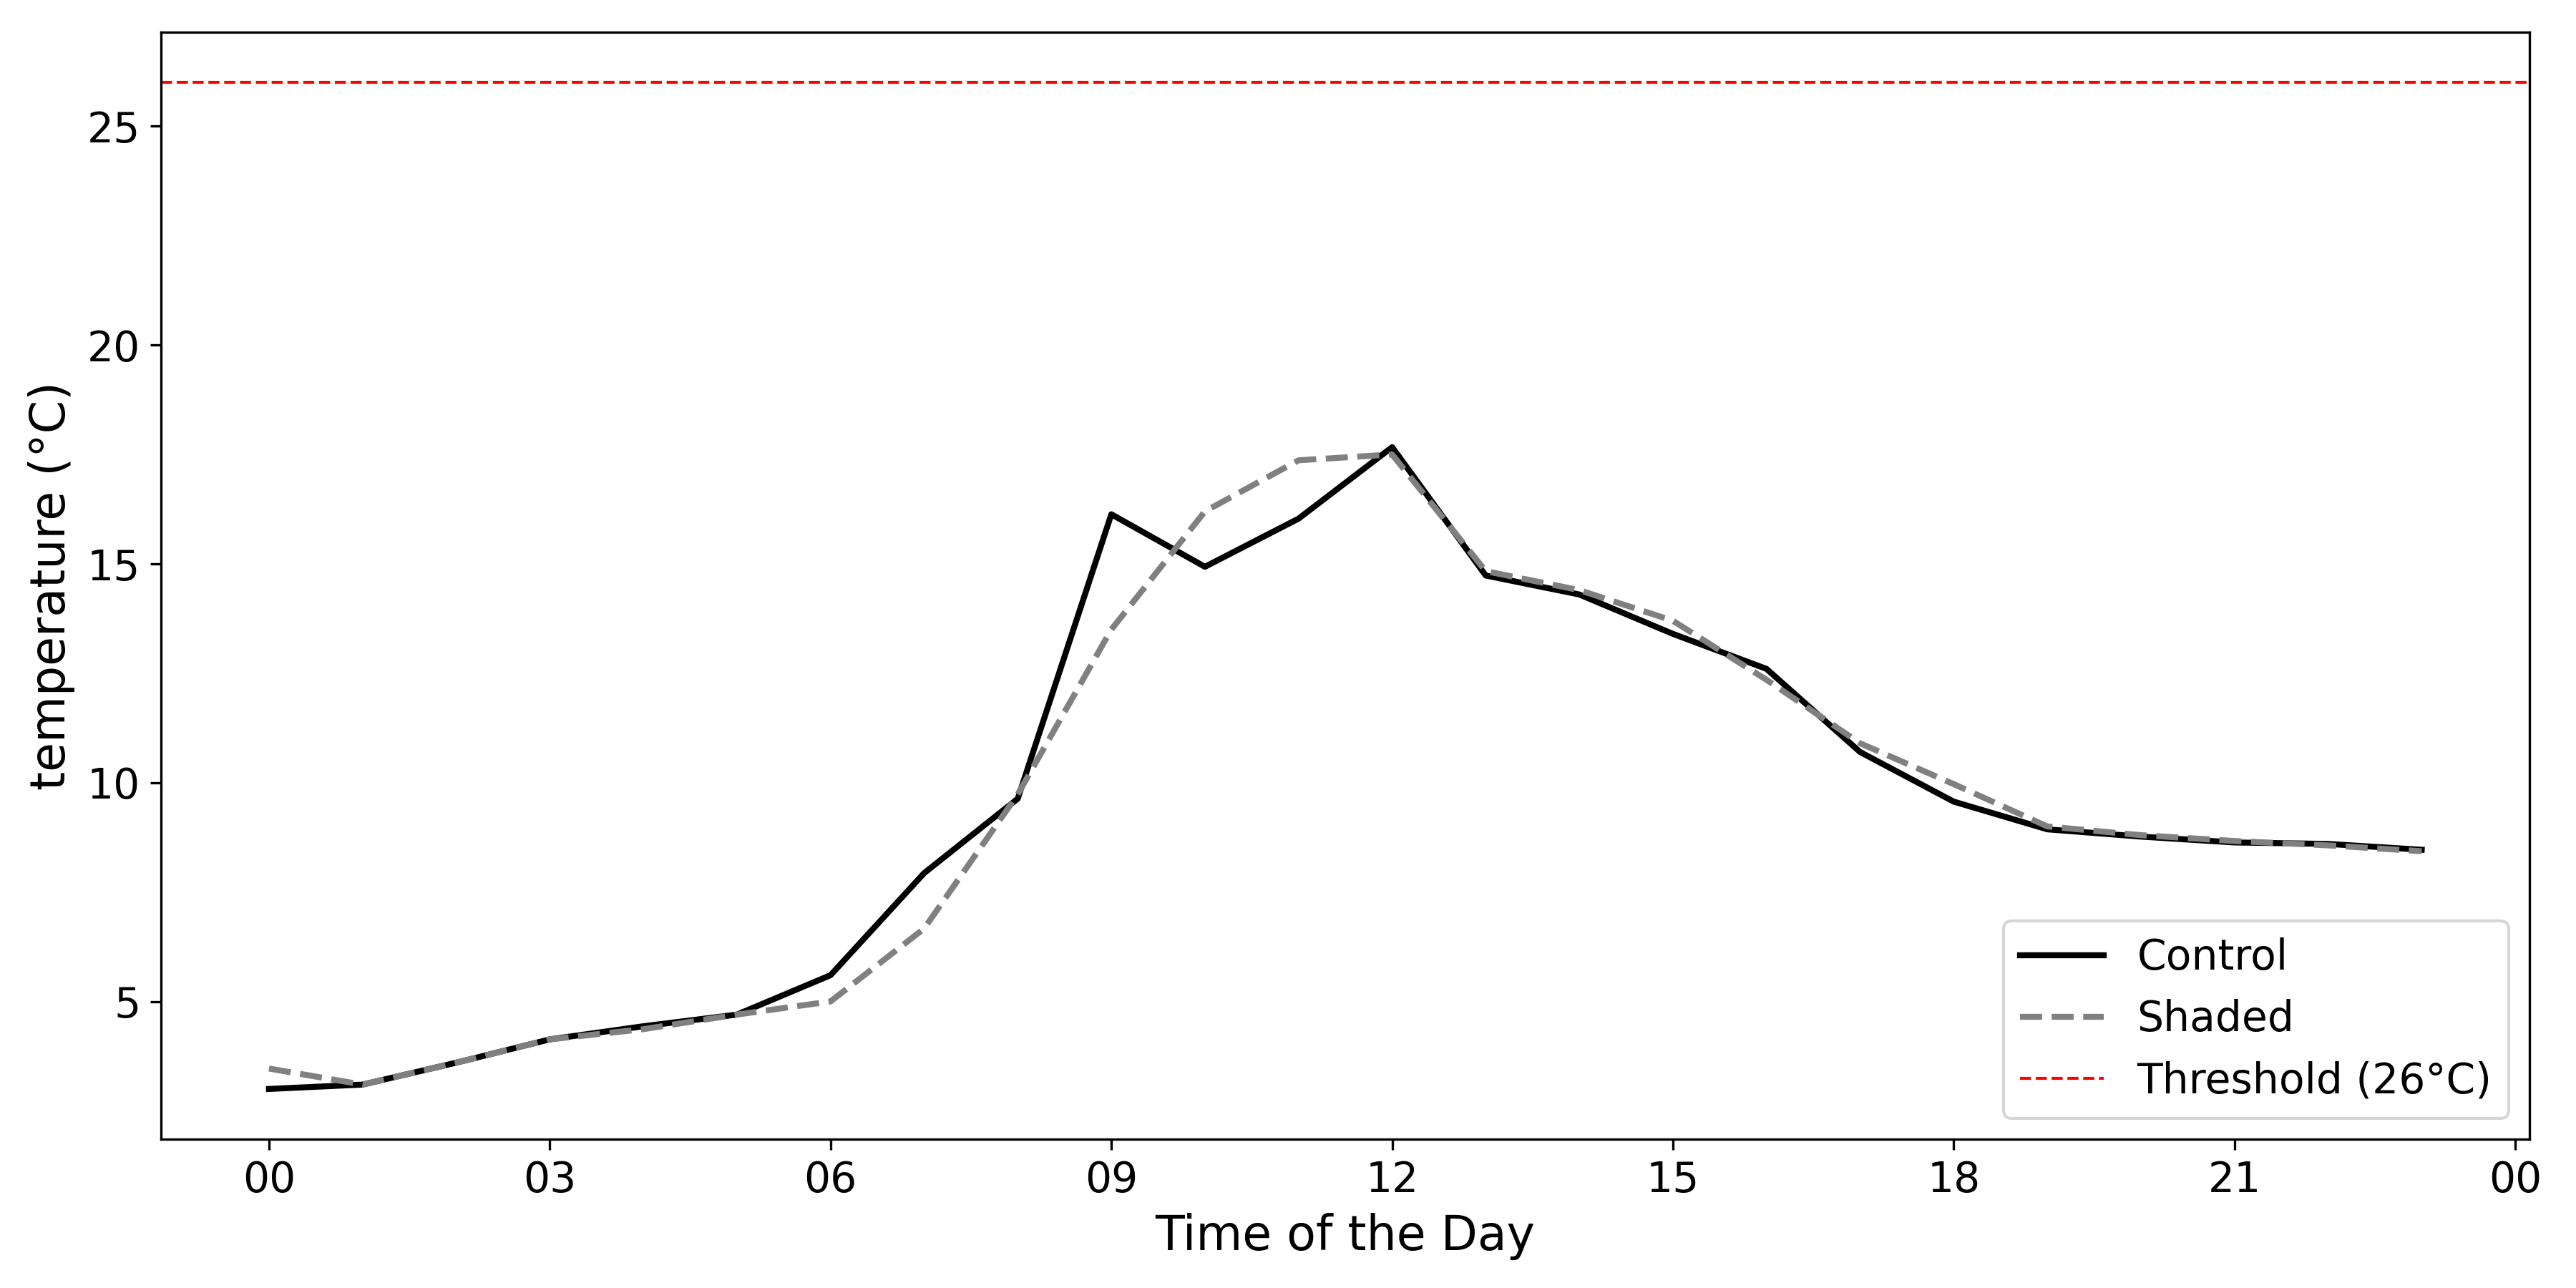 temperature (°C)
25
20
15
10
5
00 03 06 09 12 15 18 21 00
Time of the Day
Control
Shaded
Threshold (26°C)